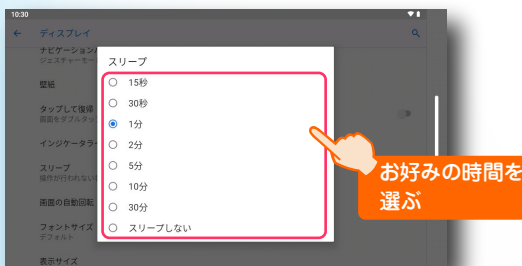 10:30
ディスプレイ
ナビゲーション
ジェスチャーモー
壁紙
タップして復帰
画面をダブルタッ
インジケータラ
スリープ
操作が行われない
画面の自動回転
フォントサイズ
デフォルト
表示サイズ
スリープ
15秒
30秒
1分
2分
5分
10分
30分
スリープしない
お好みの時間を
選ぶ